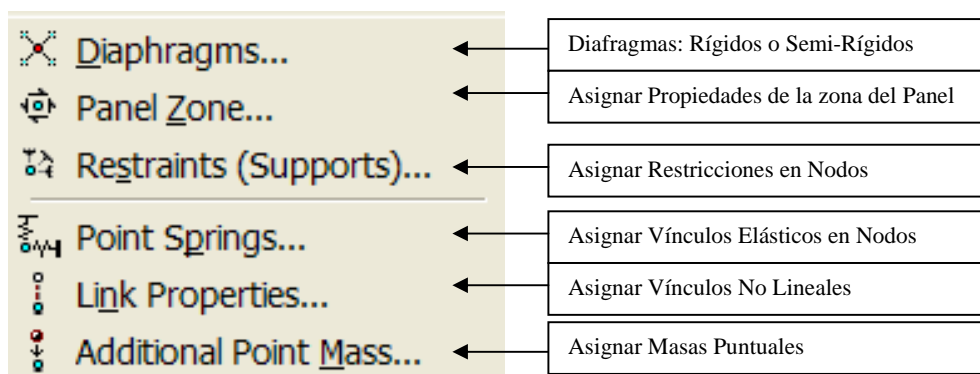 Diaphragms...
Diafragmas: Rígidos o Semi-Rígidos
Panel Zone...
Asignar Propiedades de la zona del Panel
Restraints (Supports)...
Asignar Restricciones en Nodos
Point Springs...
Asignar Vínculos Elásticos en Nodos
Link Properties...
Asignar Vínculos No Lineales
Additional Point Mass...
Asignar Masas Puntuales